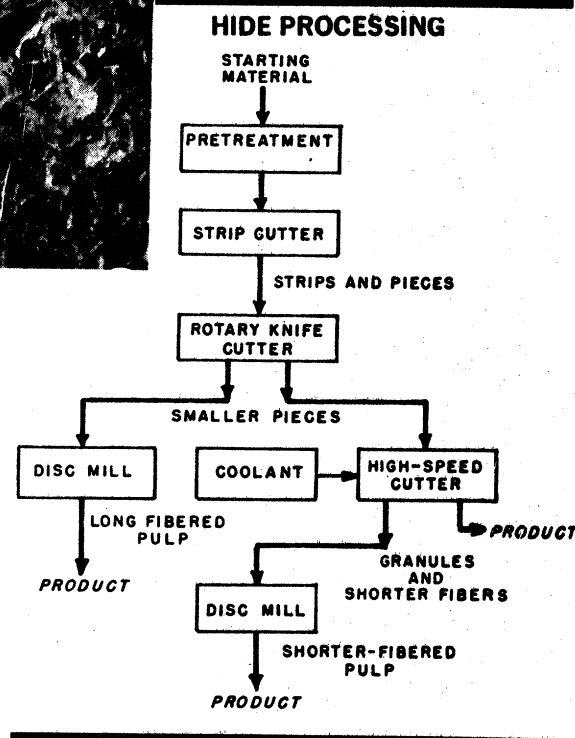 HIDE PROCESSING
STARTING
MATERIAL
PRETREATMENT
STRIP CUTTER
STRIPS AND PIECES
ROTARY KNIFE
CUTTER
SMALLER PIECES
DISC MILL
COOLANT
HIGH-SPEED
CUTTER
LONG FIBERED
PULP
PRODUCT
PRODUCT
GRANULES
AND
SHORTER FIBERS
DISC MILL
SHORTER-FIBERED
PULP
PRODUCT